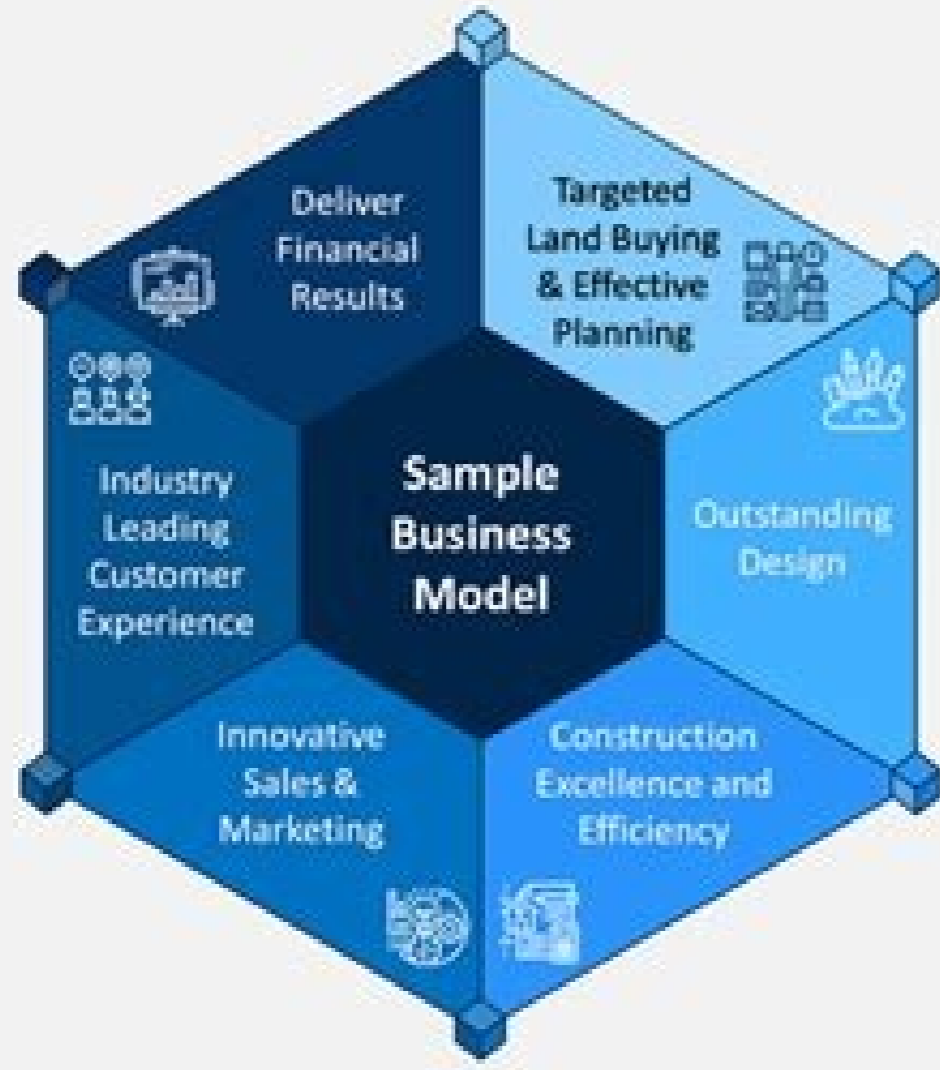 Deliver
Financial
Results
Targeted
Land Buying
& Effective
Planning
Industry
Leading
Customer
Experience
Sample
Business
Model
Outstanding
Design
Innovative
Sales &
Marketing
Construction
Excellence and
Efficiency